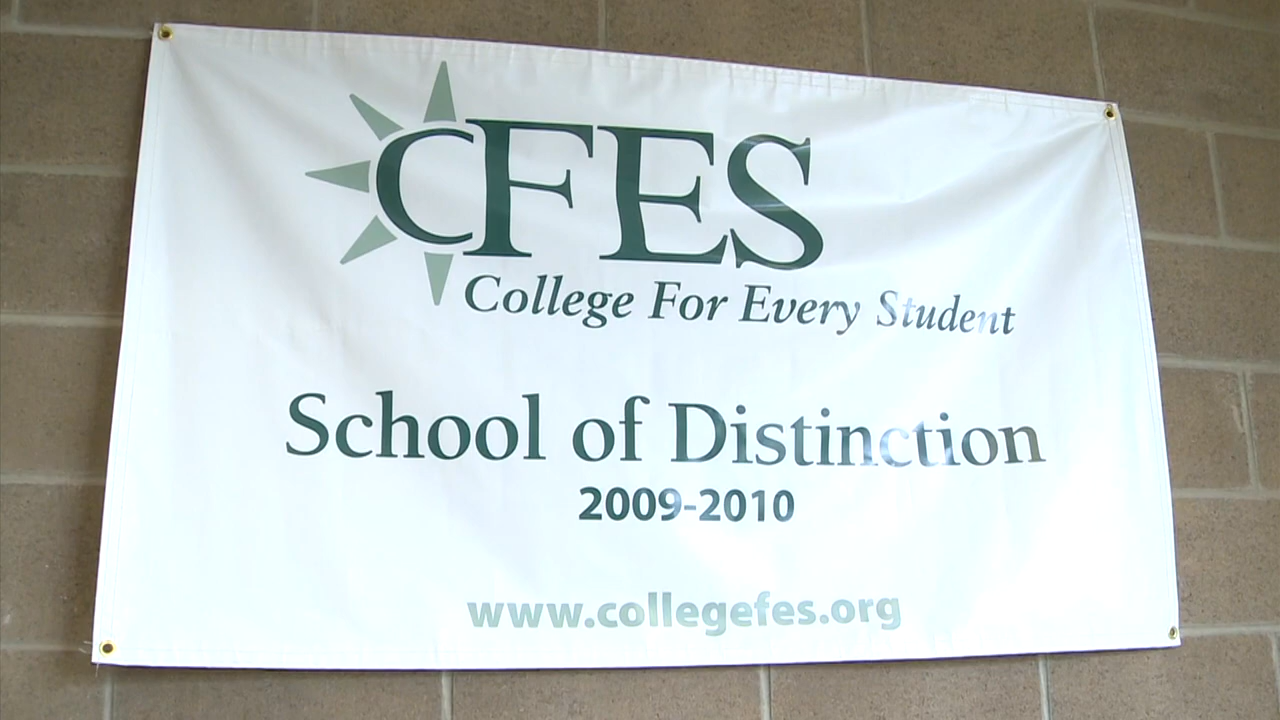 CFES
College For Every Student
School of Distinction
2009-2010
www.collegefes.org